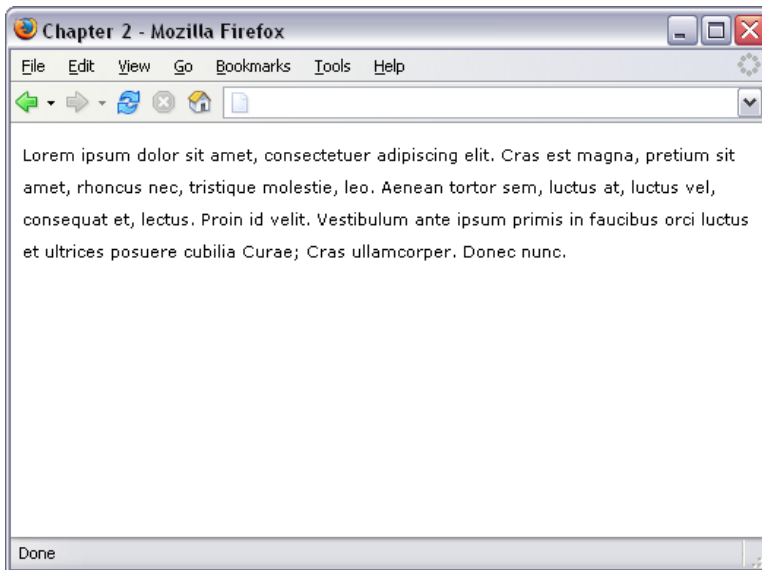 Chapter 2 - Mozilla Firefox
File Edit View Go Bookmarks Tools Help
Lorem ipsum dolor sit amet, consectetuer adipiscing elit. Cras est magna, pretium sit
amet, rhoncus nec, tristique molestie, leo. Aenean tortor sem, luctus at, luctus vel,
consequat et, lectus. Proin id velit. Vestibulum ante ipsum primis in faucibus orci luctus
et ultrices posuere cubilia Curae; Cras ullamcorper. Donec nunc.
Done